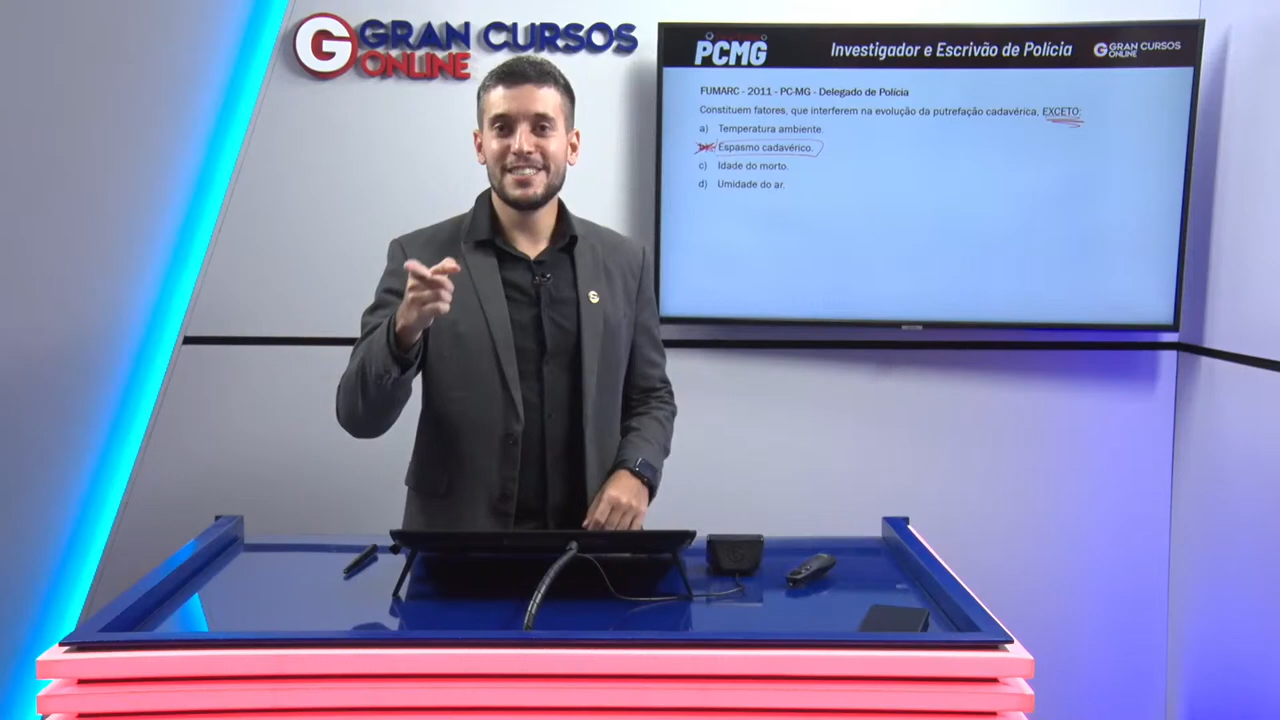 GRAN CURSOS
ONLINE
PCMG
Investigador e Escrivão de Polícia
GRAN CURSOS
ONLINE
FUMARC - 2011 - PC-MG - Delegado de Polícia
Constituem fatores, que interferem na evolução da putrefação cadavérica, EXCETO:
a) Temperatura ambiente.
Espasmo cadavérico.
c) Idade do morto.
d) Umidade do ar.